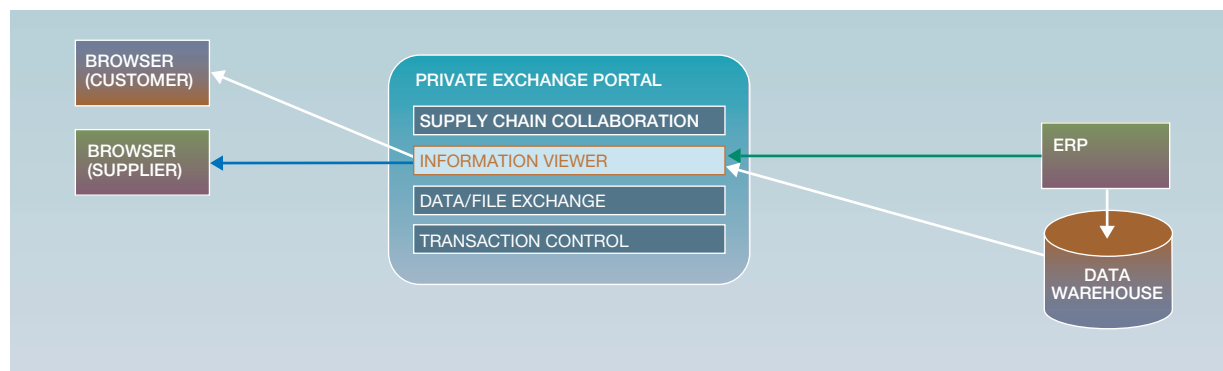 BROWSER
(CUSTOMER)
BROWSER
(SUPPLIER)
PRIVATE EXCHANGE PORTAL
SUPPLY CHAIN COLLABORATION
INFORMATION VIEWER
DATA/FILE EXCHANGE
TRANSACTION CONTROL
ERP
DATA
WAREHOUSE